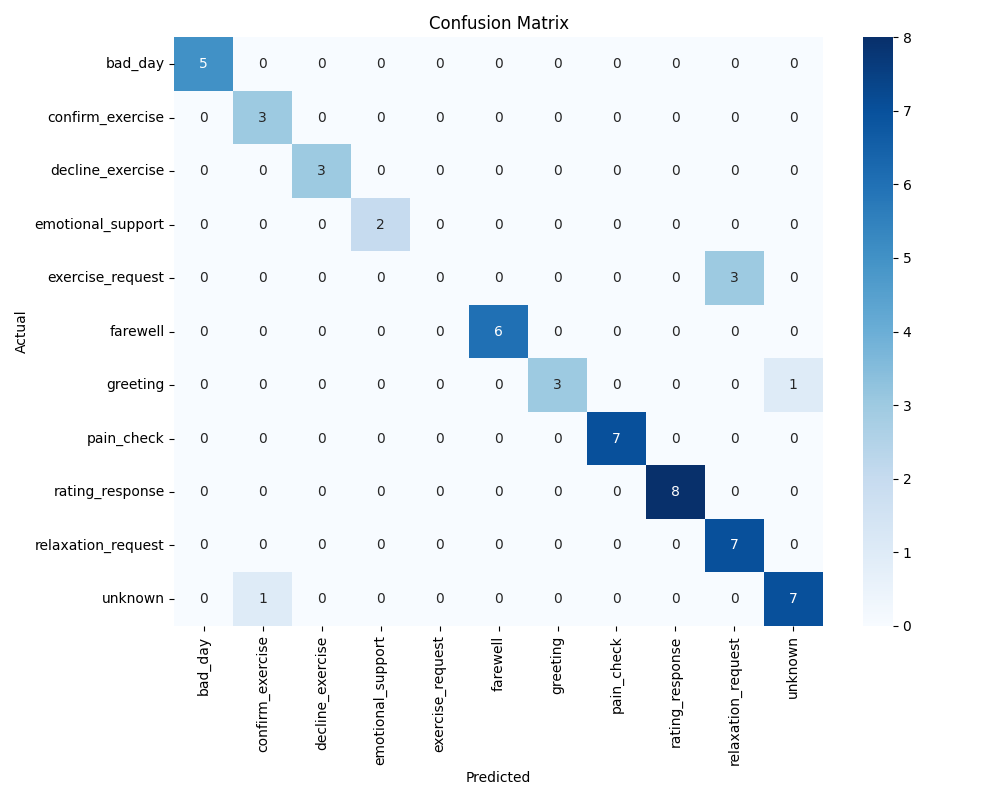 Confusion Matrix
Actual
bad_day 5 0 0 0 0 0 0 0 0 0 0
confirm_exercise 0 3 0 0 0 0 0 0 0 0 0
decline_exercise 0 0 3 0 0 0 0 0 0 0 0
emotional_support 0 0 0 2 0 0 0 0 0 0 0
exercise_request 0 0 0 0 0 0 0 0 0 3 0
farewell 0 0 0 0 0 6 0 0 0 0 0
greeting 0 0 0 0 0 0 3 0 0 0 1
pain_check 0 0 0 0 0 0 0 7 0 0 0
rating_response 0 0 0 0 0 0 0 0 8 0 0
relaxation_request 0 0 0 0 0 0 0 0 0 7 0
unknown 0 1 0 0 0 0 0 0 0 0 7
bad_day
confirm_exercise
decline_exercise
emotional_support
exercise_request
farewell
greeting
pain_check
rating_response
relaxation_request
unknown
Predicted
8
7
6
5
4
3
2
1
0